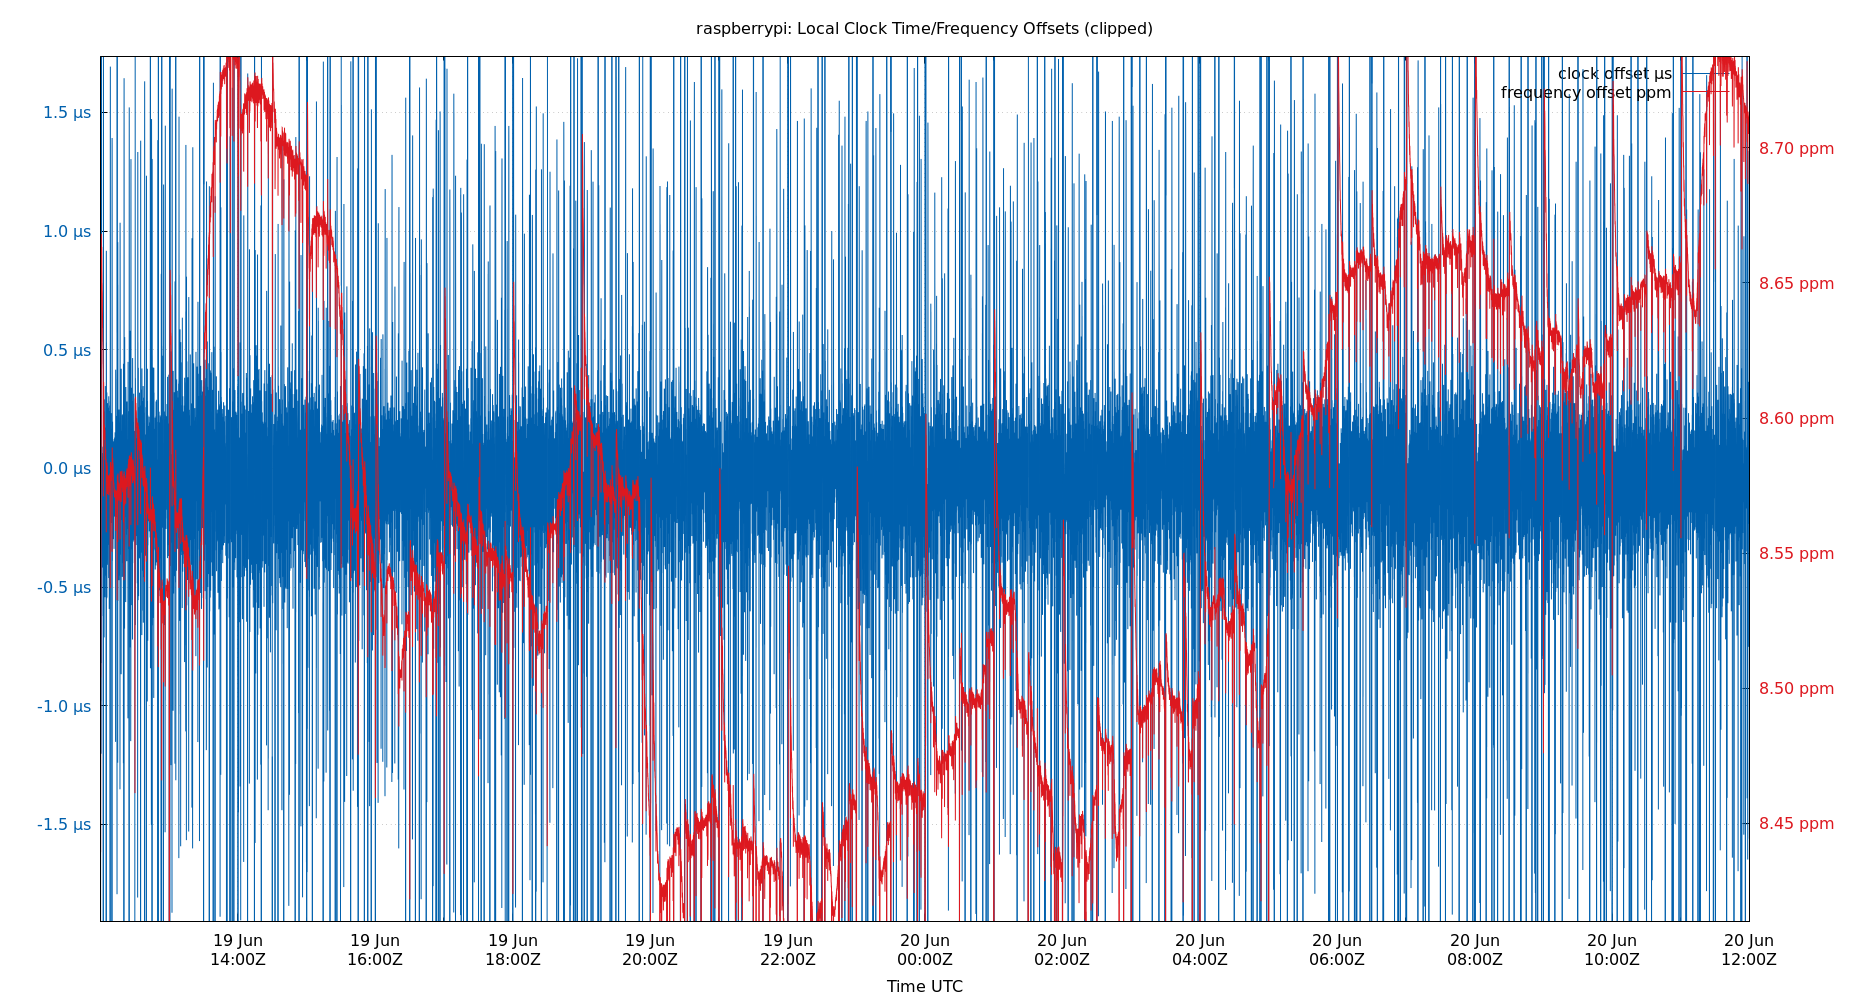 raspberrypi: Local Clock Time/Frequency Offsets (clipped)
clock offset µs
frequency offset ppm
1.5 µs
1.0 µs
0.5 µs
0.0 µs
-0.5 µs
-1.0 µs
-1.5 µs
8.70 ppm
8.65 ppm
8.60 ppm
8.55 ppm
8.50 ppm
8.45 ppm
19 Jun
14:00Z
19 Jun
16:00Z
19 Jun
18:00Z
19 Jun
20:00Z
19 Jun
22:00Z
20 Jun
00:00Z
20 Jun
02:00Z
20 Jun
04:00Z
20 Jun
06:00Z
20 Jun
08:00Z
20 Jun
10:00Z
20 Jun
12:00Z
Time UTC